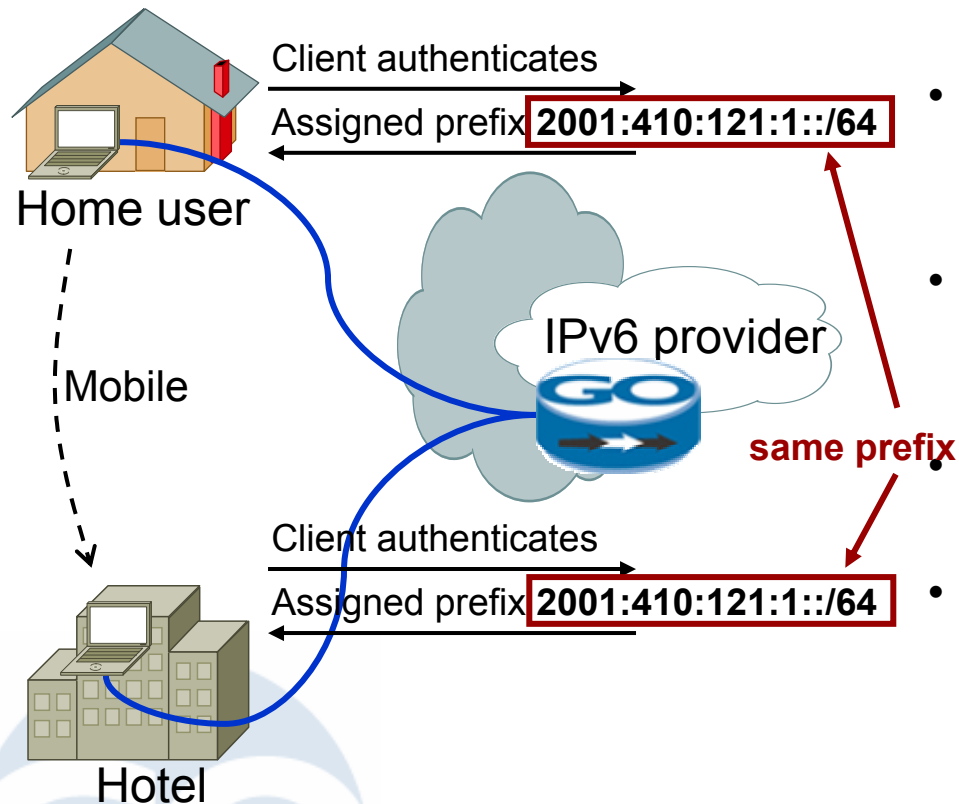 Client authenticates
Assigned prefix 2001:410:121:1::/64
Home user
IPv6 provider
GO
Mobile
same prefix
Client authenticates
Assigned prefix 2001:410:121:1::/64
Hotel